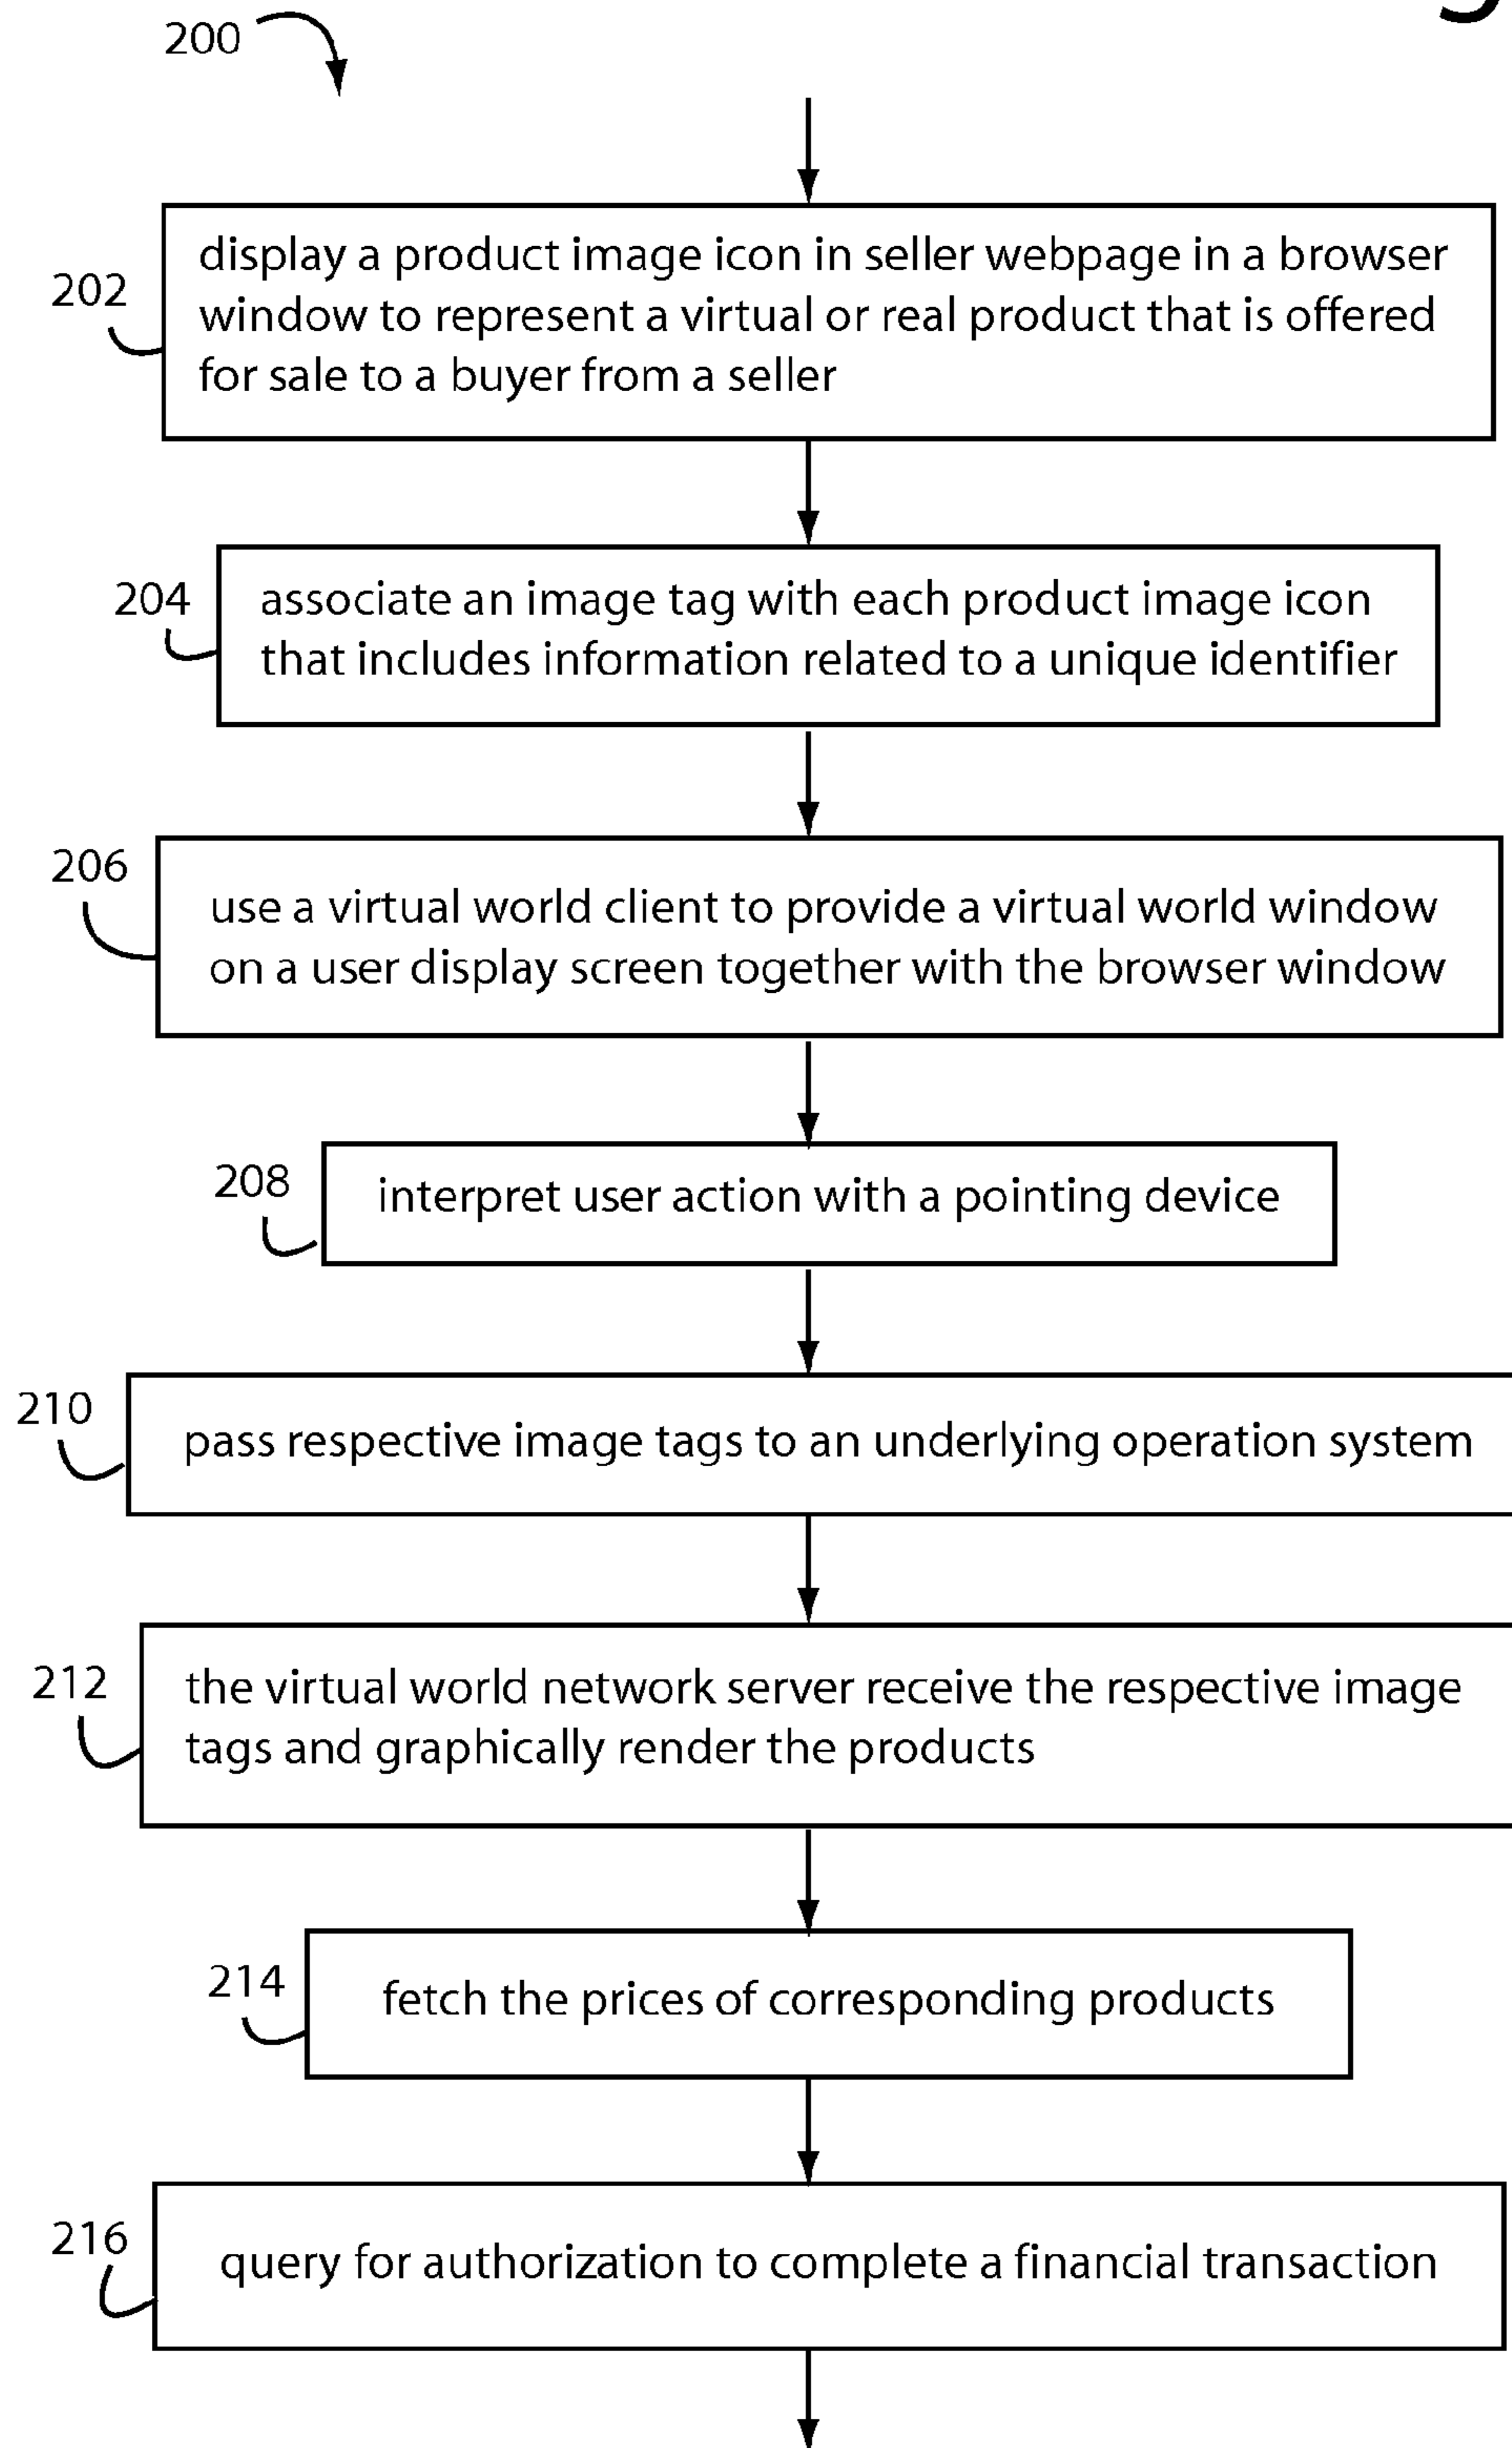 200
202
display a product image icon in seller webpage in a browser
window to represent a virtual or real product that is offered
for sale to a buyer from a seller
204
associate an image tag with each product image icon
that includes information related to a unique identifier
206
use a virtual world client to provide a virtual world window
on a user display screen together with the browser window
208
interpret user action with a pointing device
210
pass respective image tags to an underlying operation system
212
the virtual world network server receive the respective image
tags and graphically render the products
214
fetch the prices of corresponding products
216
query for authorization to complete a financial transaction